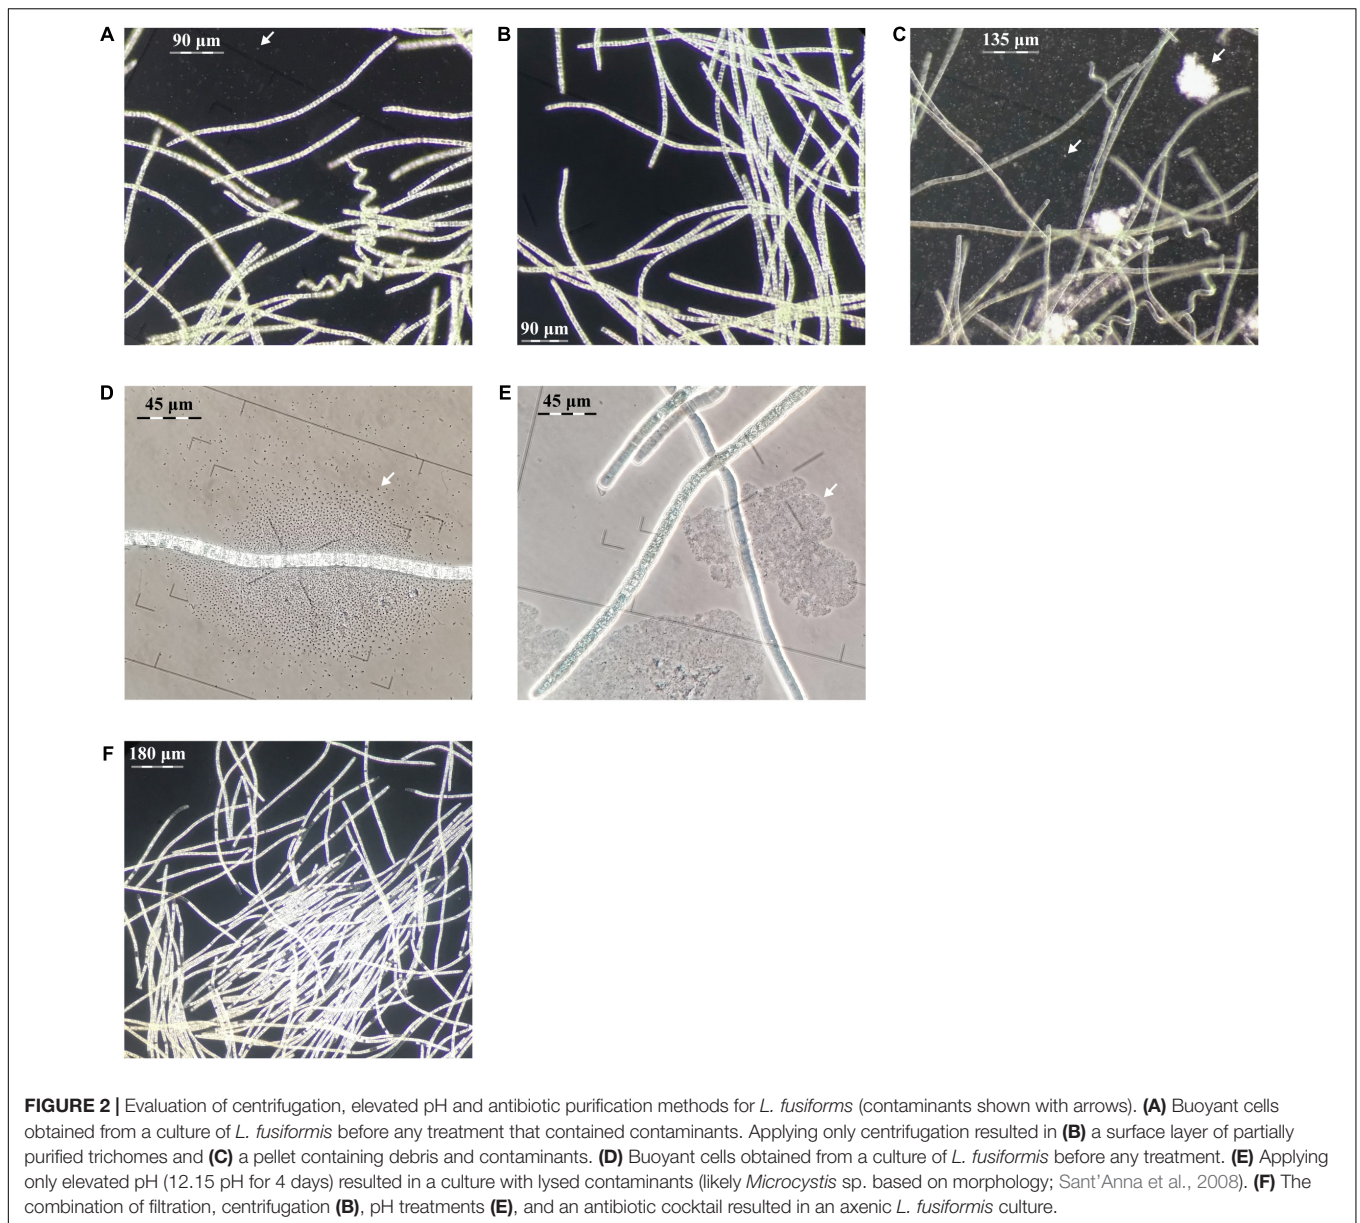 A
90 μm
B
90 μm
C
135 μm
D
45 μm
E
45 μm
F
180 μm
FIGURE 2 | Evaluation of centrifugation, elevated pH and antibiotic purification methods for L. fusiforms (contaminants shown with arrows). (A) Buoyant cells
obtained from a culture of L. fusiformis before any treatment that contained contaminants. Applying only centrifugation resulted in (B) a surface layer of partially
purified trichomes and (C) a pellet containing debris and contaminants. (D) Buoyant cells obtained from a culture of L. fusiformis before any treatment. (E) Applying
only elevated pH (12.15 pH for 4 days) resulted in a culture with lysed contaminants (likely Microcystis sp. based on morphology; Sant’Anna et al., 2008). (F) The
combination of filtration, centrifugation (B), pH treatments (E), and an antibiotic cocktail resulted in an axenic L. fusiformis culture.